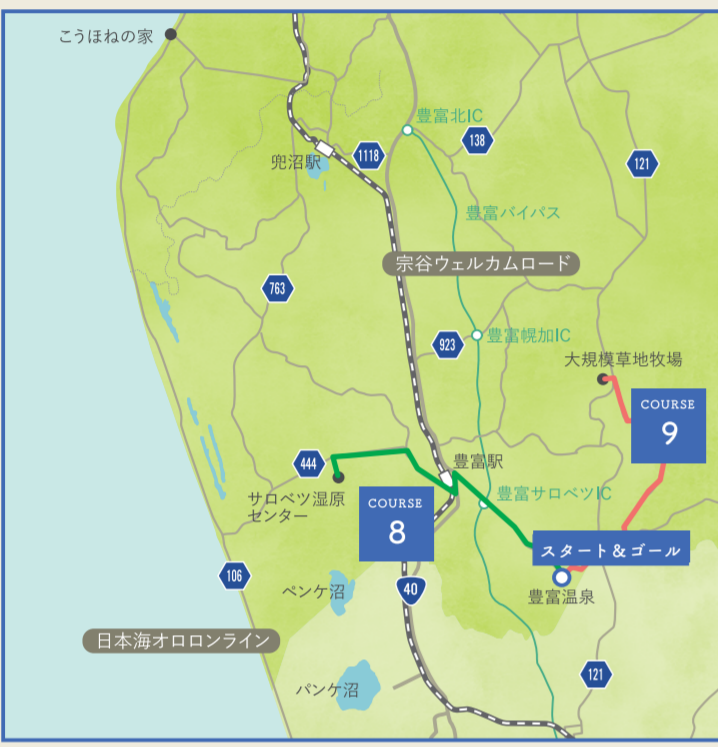 こうほねの家
豊富北IC
138
兜沼駅
1118
121
豊富バイパス
宗谷ウェルカムロード
763
豊富幌加IC
923
大規模草地牧場
COURSE
9
444
豊富駅
サロベツ湿原
センター
COURSE
8
豊富サロベツIC
スタート&ゴール
106
ペンケ沼
40
豊富温泉
日本海オロロンライン
パンケ沼
121